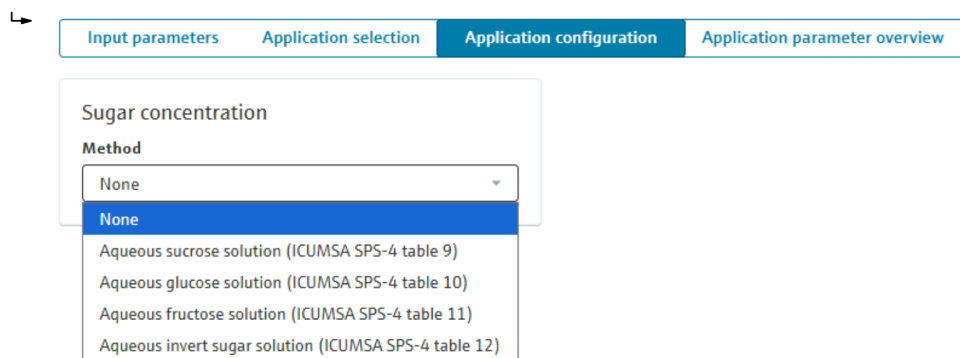 Input parameters Application selection Application configuration Application parameter overview
Sugar concentration
Method
None
None
Aqueous sucrose solution (ICUMSA SPS-4 table 9)
Aqueous glucose solution (ICUMSA SPS-4 table 10)
Aqueous fructose solution (ICUMSA SPS-4 table 11)
Aqueous invert sugar solution (ICUMSA SPS-4 table 12)